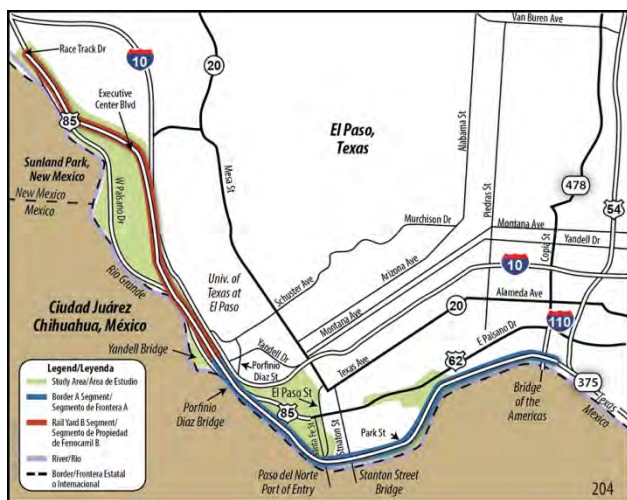 Van Buren Ave
Race Track Dr
10
20
Executive
Center Blvd
El Paso,
Texas
Alabama St
85
Mesa St
Sunland Park,
New Mexico
New Mexico
Mexico
W Paisano Dr
Piedras St
478
54
Murchison Dr
Montana Ave
Copia St
Yandell Dr
Rio Grande
Univ. of
Texas at
El Paso
Schuster Ave
Arizona Ave
10
Ciudad Juárez
Chihuahua, México
Montana Ave
20
Alameda Ave
110
Yandell Bridge
Yandell Dr
Porfinio
Diaz St
Texas Ave
E Paisano Dr
62
Legend/Leyenda
Study Area/Area de Estudio
Border A Segment/
Segmento de Frontera A
Rail Yard B Segment/
Segmento de Propiedad
de Ferrocarril B
River/Rio
Border/Frontera Estatal
o Internacional
El Paso St
375
Porfinio
Diaz Bridge
85
Santa Fe St
Stanton St
Park St
Bridge
of the
Americas
Texas
Mexico
Paso del Norte
Port of Entry
Stanton Street
Bridge
204